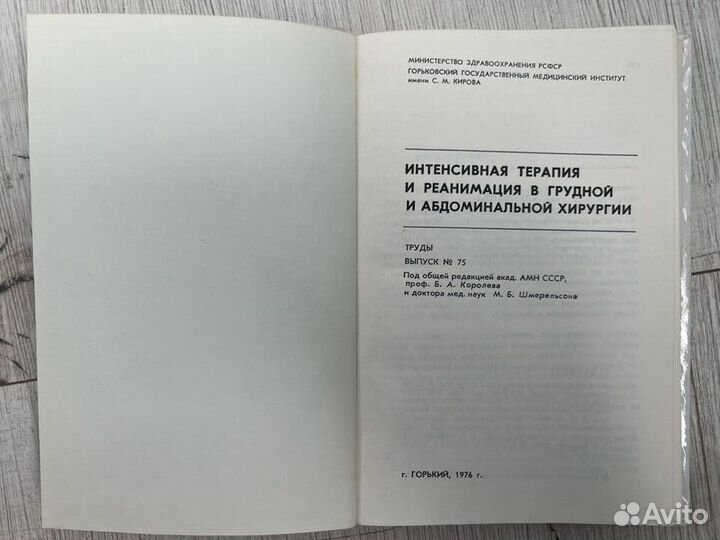 МИНИСТЕРСТВО ЗДРАВООХРАНЕНИЯ РСФСР
ГОРЬКОВСКИЙ ГОСУДАРСТВЕННЫЙ МЕДИЦИНСКИЙ ИНСТИТУТ
имени С. М. КИРОВА
ИНТЕНСИВНАЯ ТЕРАПИЯ
И РЕАНИМАЦИЯ В ГРУДНОЙ
И АБДОМИНАЛЬНОЙ ХИРУРГИИ
ТРУДЫ
ВЫПУСК № 75
Под общей редакцией акад. АМН СССР,
проф. Б. А. Королева
и доктора мед. наук М. Б. Шмерельсона
г. ГОРЬКИЙ, 1976 г.
Avito